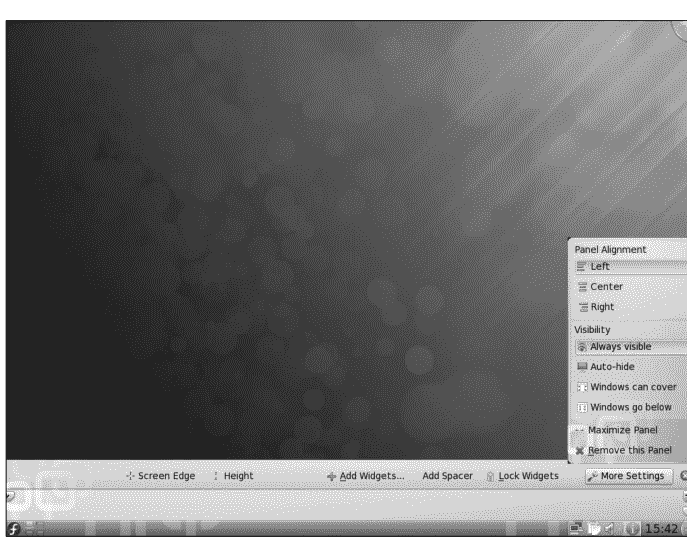 Panel Alignment
Left
Center
Right
Visibility
Always visible
Auto-hide
Windows can cover
Windows go below
Maximize Panel
Remove this Panel
Screen Edge Height Add Widgets... Add Spacer Lock Widgets More Settings
15:42